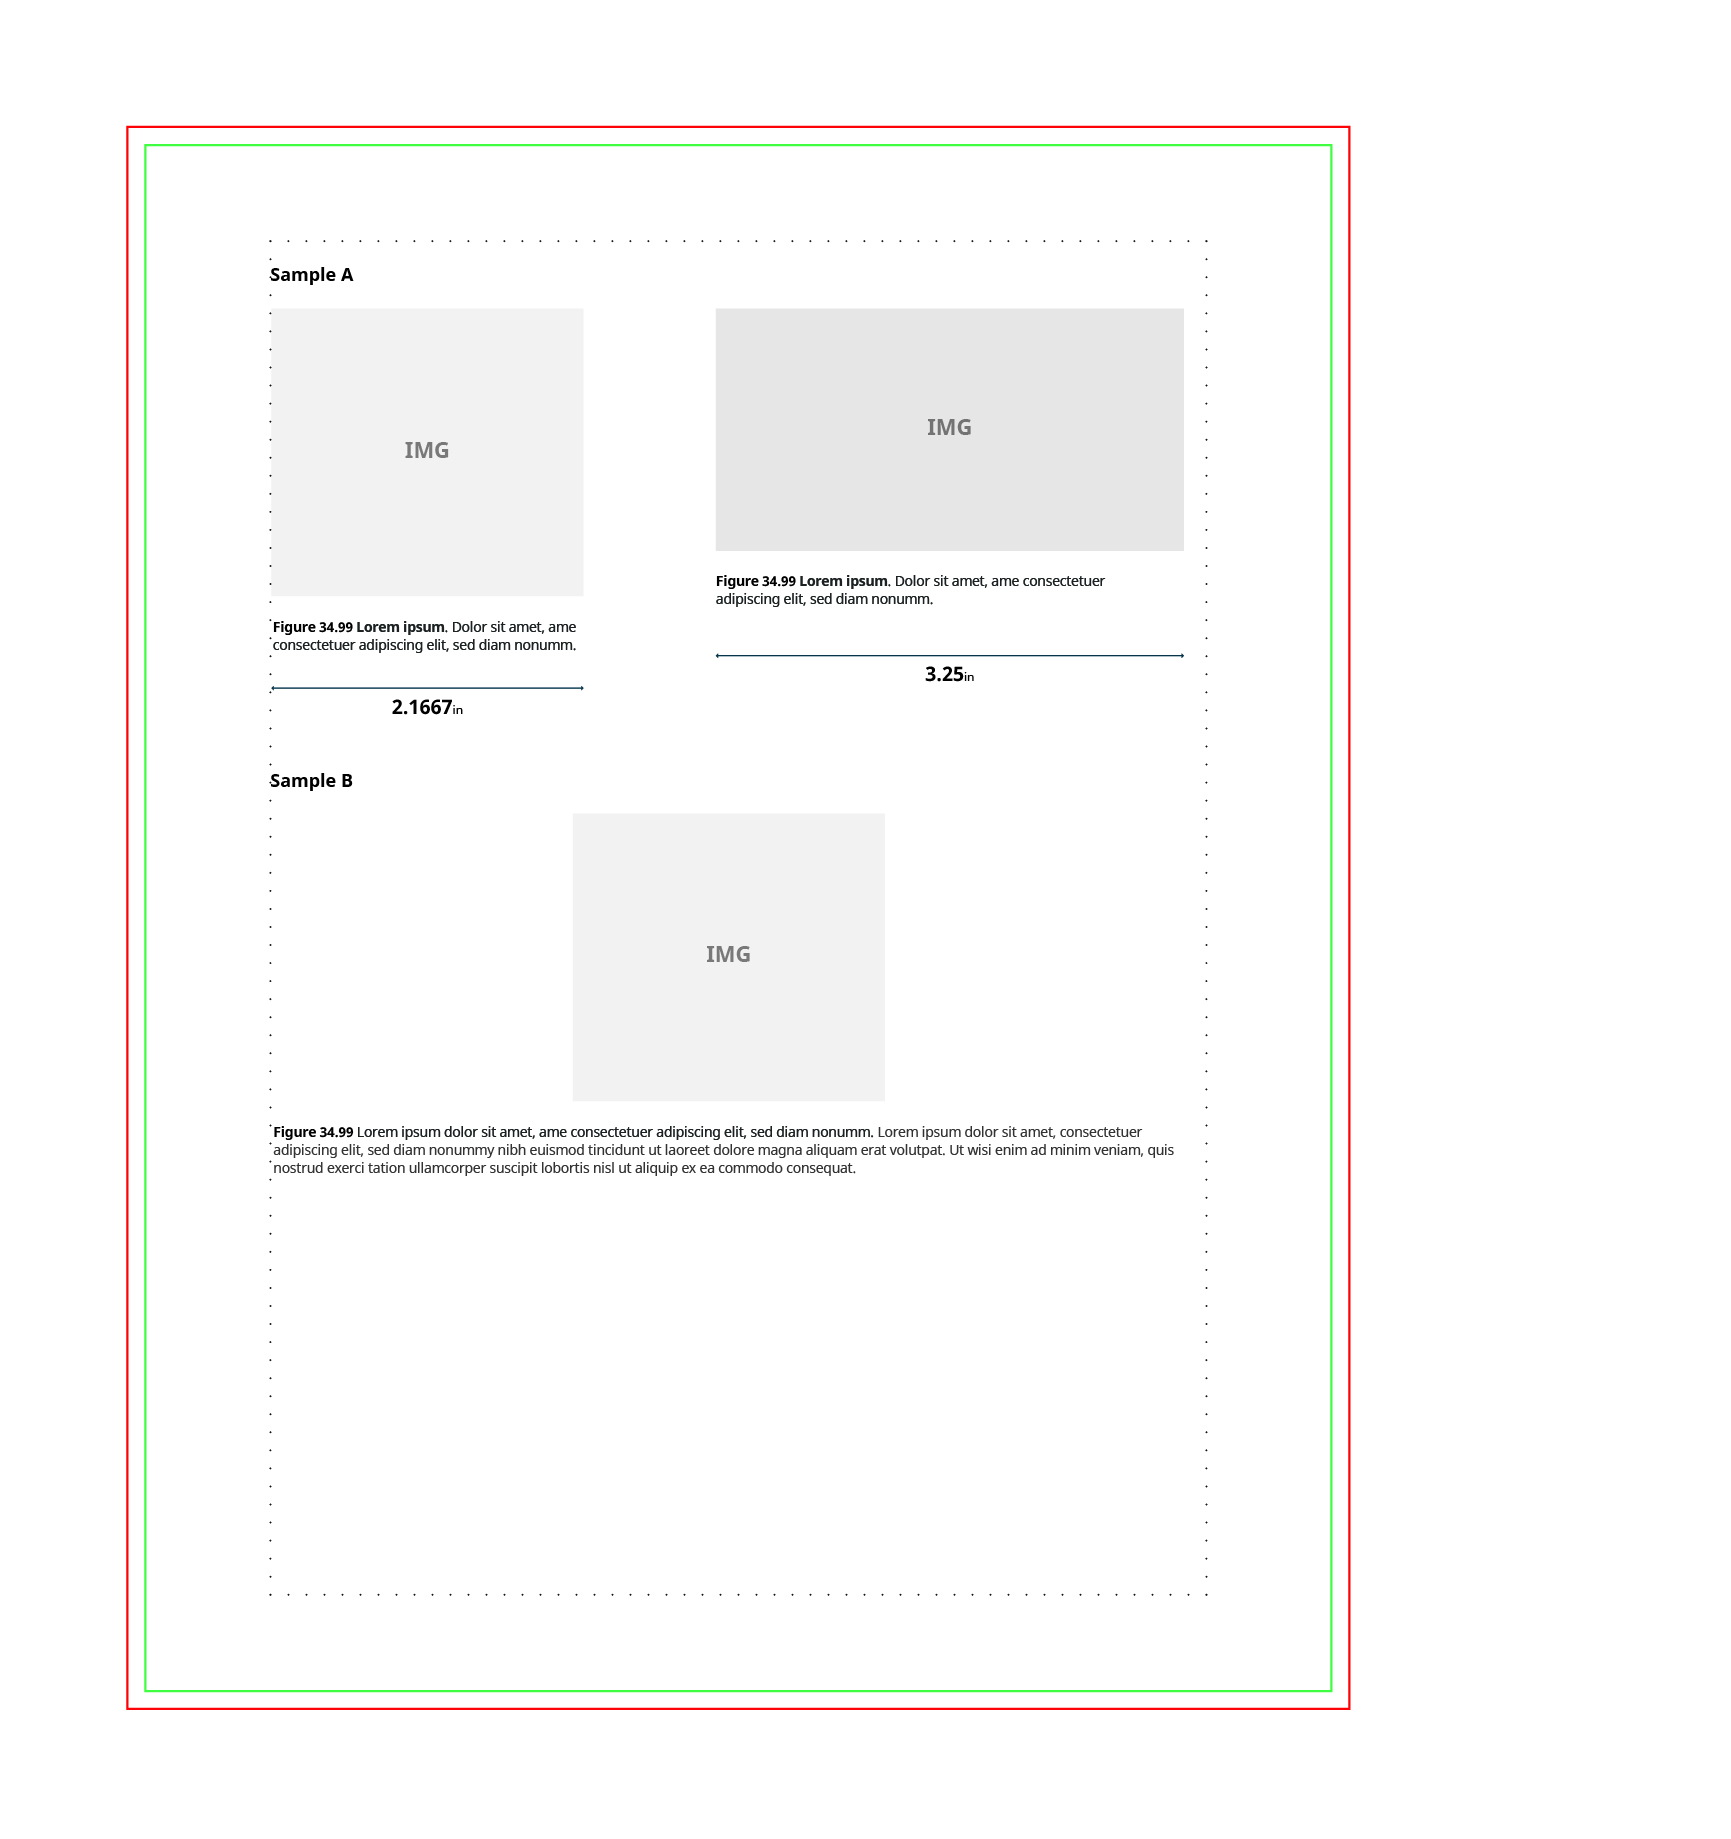 Sample A
IMG
Figure 34.99 Lorem ipsum. Dolor sit amet, ame
consectetuer adipiscing elit, sed diam nonumm.
2.1667in
IMG
Figure 34.99 Lorem ipsum. Dolor sit amet, ame consectetuer
adipiscing elit, sed diam nonumm.
3.25in
Sample B
IMG
Figure 34.99 Lorem ipsum dolor sit amet, ame consectetuer adipiscing elit, sed diam nonumm. Lorem ipsum dolor sit amet, consectetuer
adipiscing elit, sed diam nonummy nibh euismod tincidunt ut laoreet dolore magna aliquam erat volutpat. Ut wisi enim ad minim veniam, quis
nostrud exerci tation ullamcorper suscipit lobortis nisl ut aliquip ex ea commodo consequat.